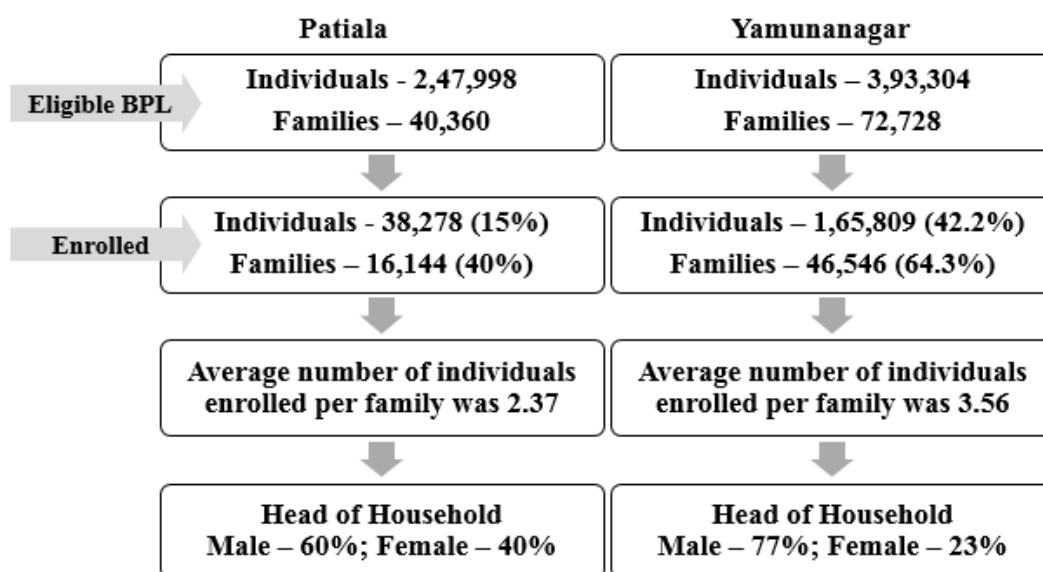 Patiala
Yamunanagar
Eligible BPL
Individuals - 2,47,998
Families – 40,360
Individuals – 3,93,304
Families – 72,728
Enrolled
Individuals - 38,278 (15%)
Families – 16,144 (40%)
Individuals – 1,65,809 (42.2%)
Families – 46,546 (64.3%)
Average number of individuals
enrolled per family was 2.37
Average number of individuals
enrolled per family was 3.56
Head of Household
Male – 60%; Female – 40%
Head of Household
Male – 77%; Female – 23%